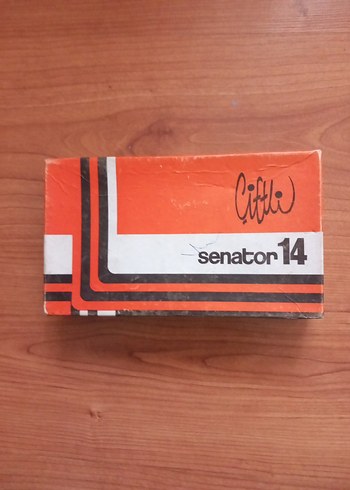 Çiftli
senator 14